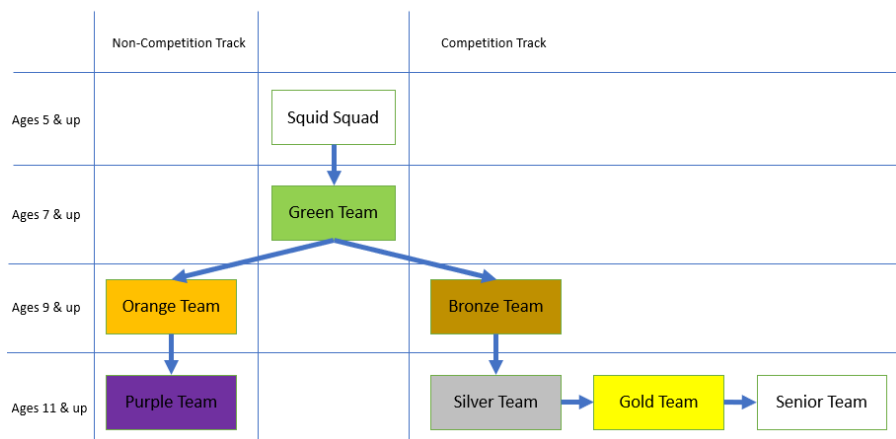 Non-Competition Track
Competition Track
Ages 5 & up
Squid Squad
Ages 7 & up
Green Team
Ages 9 & up
Orange Team
Bronze Team
Ages 11 & up
Purple Team
Silver Team
Gold Team
Senior Team